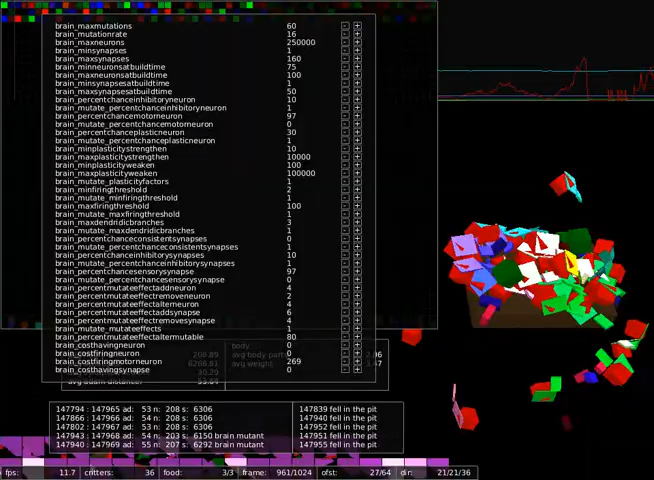 brain_maxmutations 60
brain_mutationrate 16
brain_maxneurons 250000
brain_minsynapses 1
brain_maxsynapses 160
brain_minneuronsatbuildtime 75
brain_maxneuronsatbuildtime 100
brain_minsynapsesatbuildtime 1
brain_maxsynapsesatbuildtime 50
brain_percentchanceinhibitoryneuron 10
brain_mutate_percentchanceinhibitoryneuron 1
brain_percentchancemotorneuron 97
brain_mutate_percentchancemotorneuron 0
brain_percentchanceplasticneuron 30
brain_mutate_percentchanceplasticneuron 1
brain_minplasticitystrengthen 10
brain_maxplasticitystrengthen 10000
brain_minplasticityweaken 100
brain_maxplasticityweaken 100000
brain_mutate_plasticityfactors 1
brain_minfiringthreshold 2
brain_mutate_minfiringthreshold 1
brain_maxfiringthreshold 100
brain_mutate_maxfiringthreshold 1
brain_maxdendridicbranches 3
brain_mutate_maxdendridicbranches 1
brain_percentchanceconsistentsynapses 0
brain_mutate_percentchanceconsistentsynapses 1
brain_percentchanceinhibitorysynapses 10
brain_mutate_percentchanceinhibitorysynapses 1
brain_percentchancesensorysynapse 97
brain_mutate_percentchancesensorysynapse 0
brain_percentmutateeffectaddneuron 4
brain_percentmutateeffectremoveneuron 2
brain_percentmutateeffectalterneuron 4
brain_percentmutateeffectaddsynapse 6
brain_percentmutateeffectremovesynapse 4
brain_mutate_mutateeffects 1
brain_percentmutateeffectaltermutable 80
brain_costhavingneuron 0
brain_costfiringneuron 0
brain_costfiringmotorneuron 269
brain_costhavingsynapse 0
body
avg body parts
avg weight
147794 : 147965 ad: 53 n: 208 s: 6306
147866 : 147966 ad: 53 n: 208 s: 6306
147802 : 147967 ad: 53 n: 208 s: 6306
147943 : 147968 ad: 54 n: 203 s: 6150 brain mutant
147940 : 147969 ad: 55 n: 207 s: 6292 brain mutant
147839 fell in the pit
147940 fell in the pit
147952 fell in the pit
147951 fell in the pit
147955 fell in the pit
fps: 11.7 critters: 36 food: 3/3 frame: 961/1024 ofst: 27/64 dir: 21/21/36